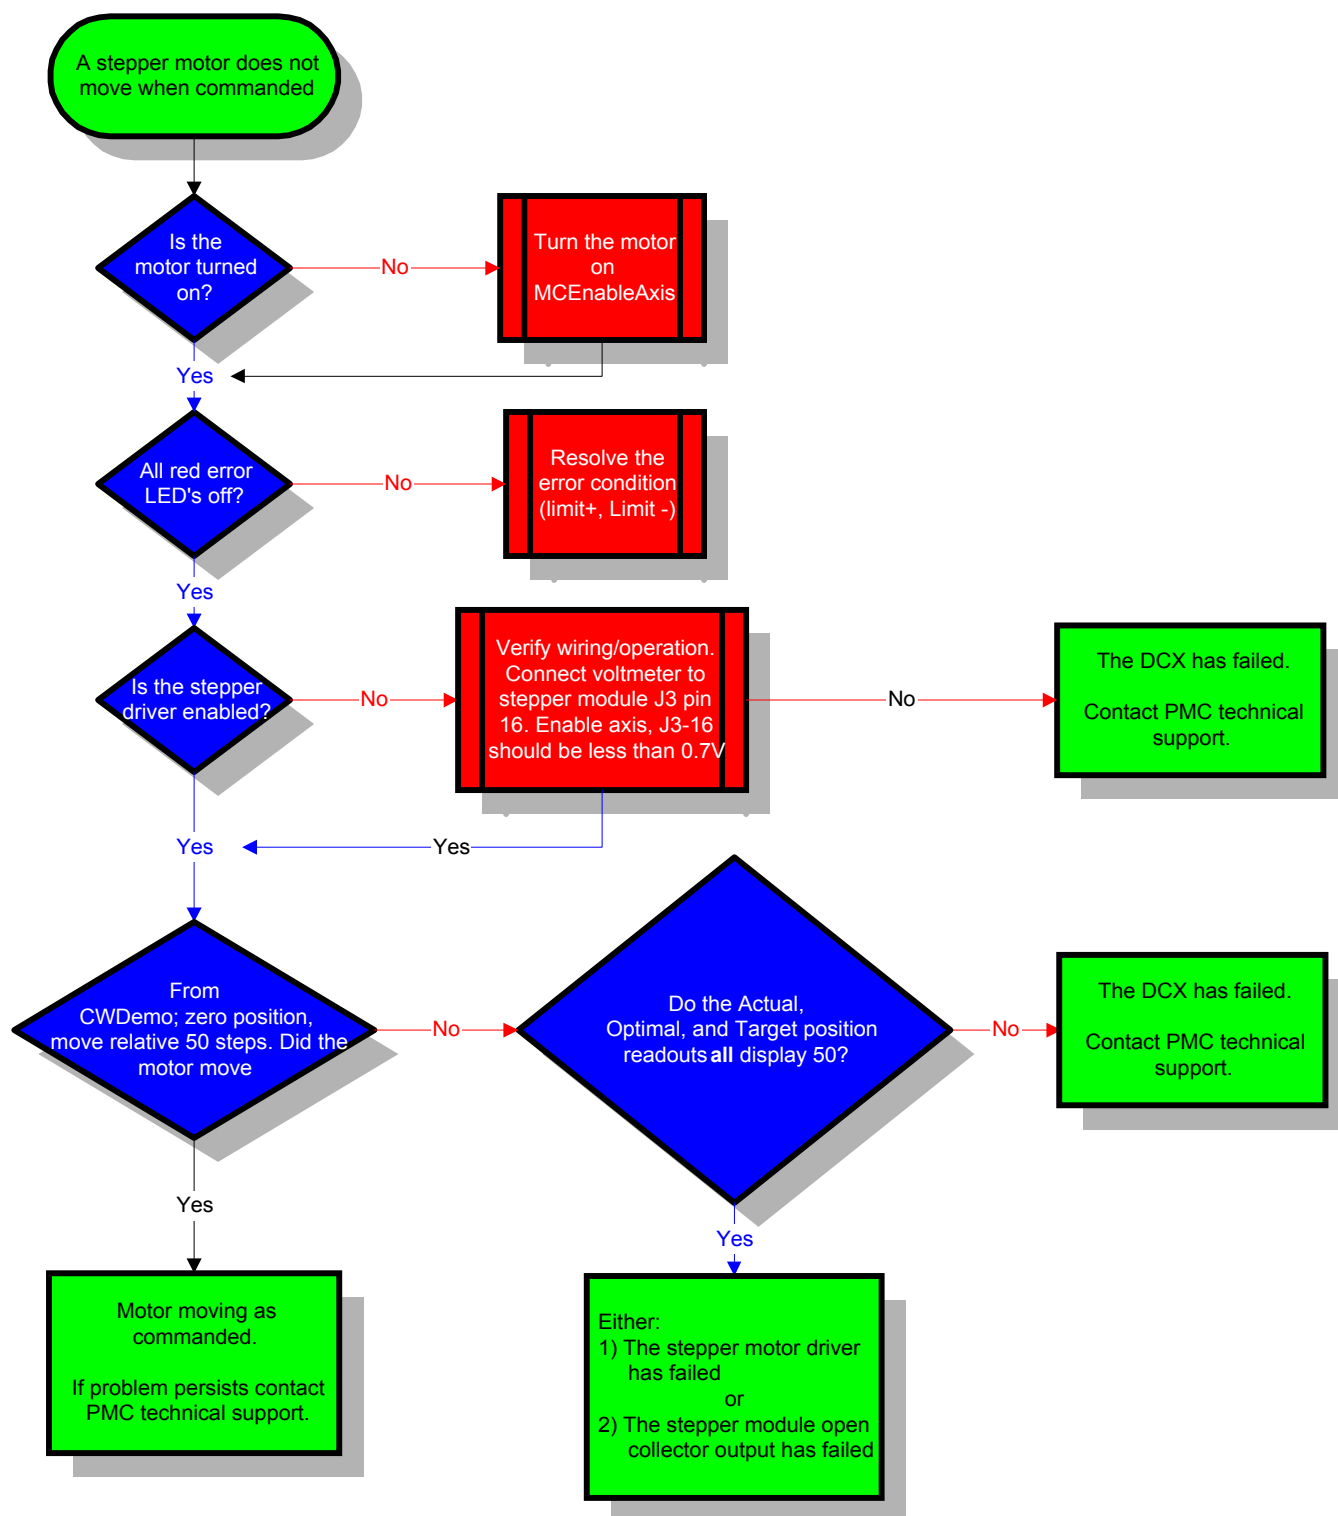 A stepper motor does not
move when commanded
Is the
motor turned
on?
No
Turn the motor
on
MCEnableAxis
Yes
All red error
LED's off?
No
Resolve the
error condition
(limit+, Limit -)
Yes
Is the stepper
driver enabled?
No
Verify wiring/operation.
Connect voltmeter to
stepper module J3 pin
16. Enable axis, J3-16
should be less than 0.7V
No
The DCX has failed.
Contact PMC technical
support.
Yes
Yes
From
CWDemo; zero position,
move relative 50 steps. Did the
motor move
No
Do the Actual,
Optimal, and Target position
readouts all display 50?
No
The DCX has failed.
Contact PMC technical
support.
Yes
Yes
Motor moving as
commanded.
If problem persists contact
PMC technical support.
Either:
1) The stepper motor driver
has failed
or
2) The stepper module open
collector output has failed